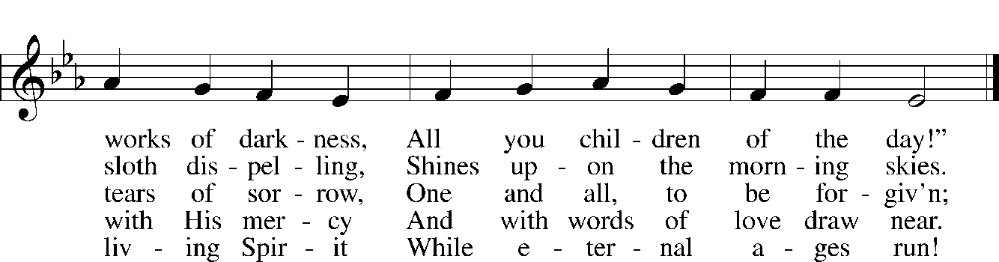 works of dark - ness, All you chil - dren of the day!”
sloth dis - pel - ling, Shines up - on the morn - ing skies.
tears of sor - row, One and all, to be for - giv’n;
with His mer - cy And with words of love draw near.
liv - ing Spir - it While e - ter - nal a - ges run!